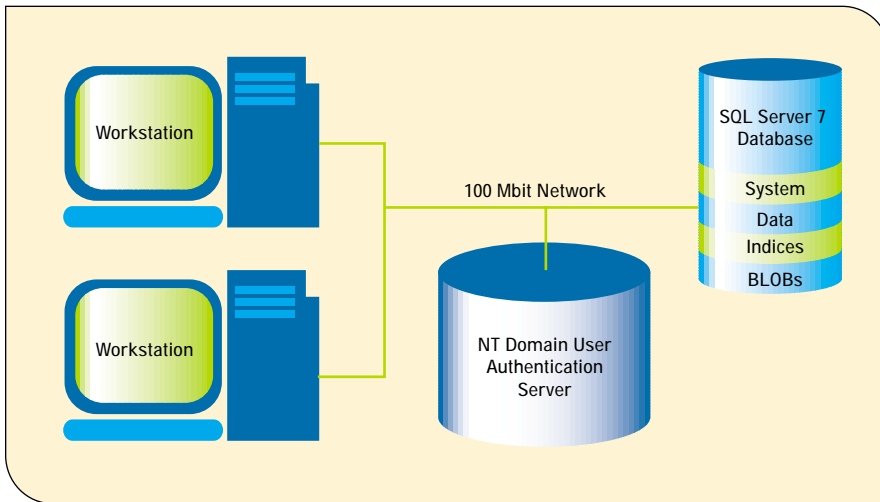 Workstation
100 Mbit Network
SQL Server 7
Database
System
Data
Indices
BLOBs
Workstation
NT Domain User
Authentication
Server